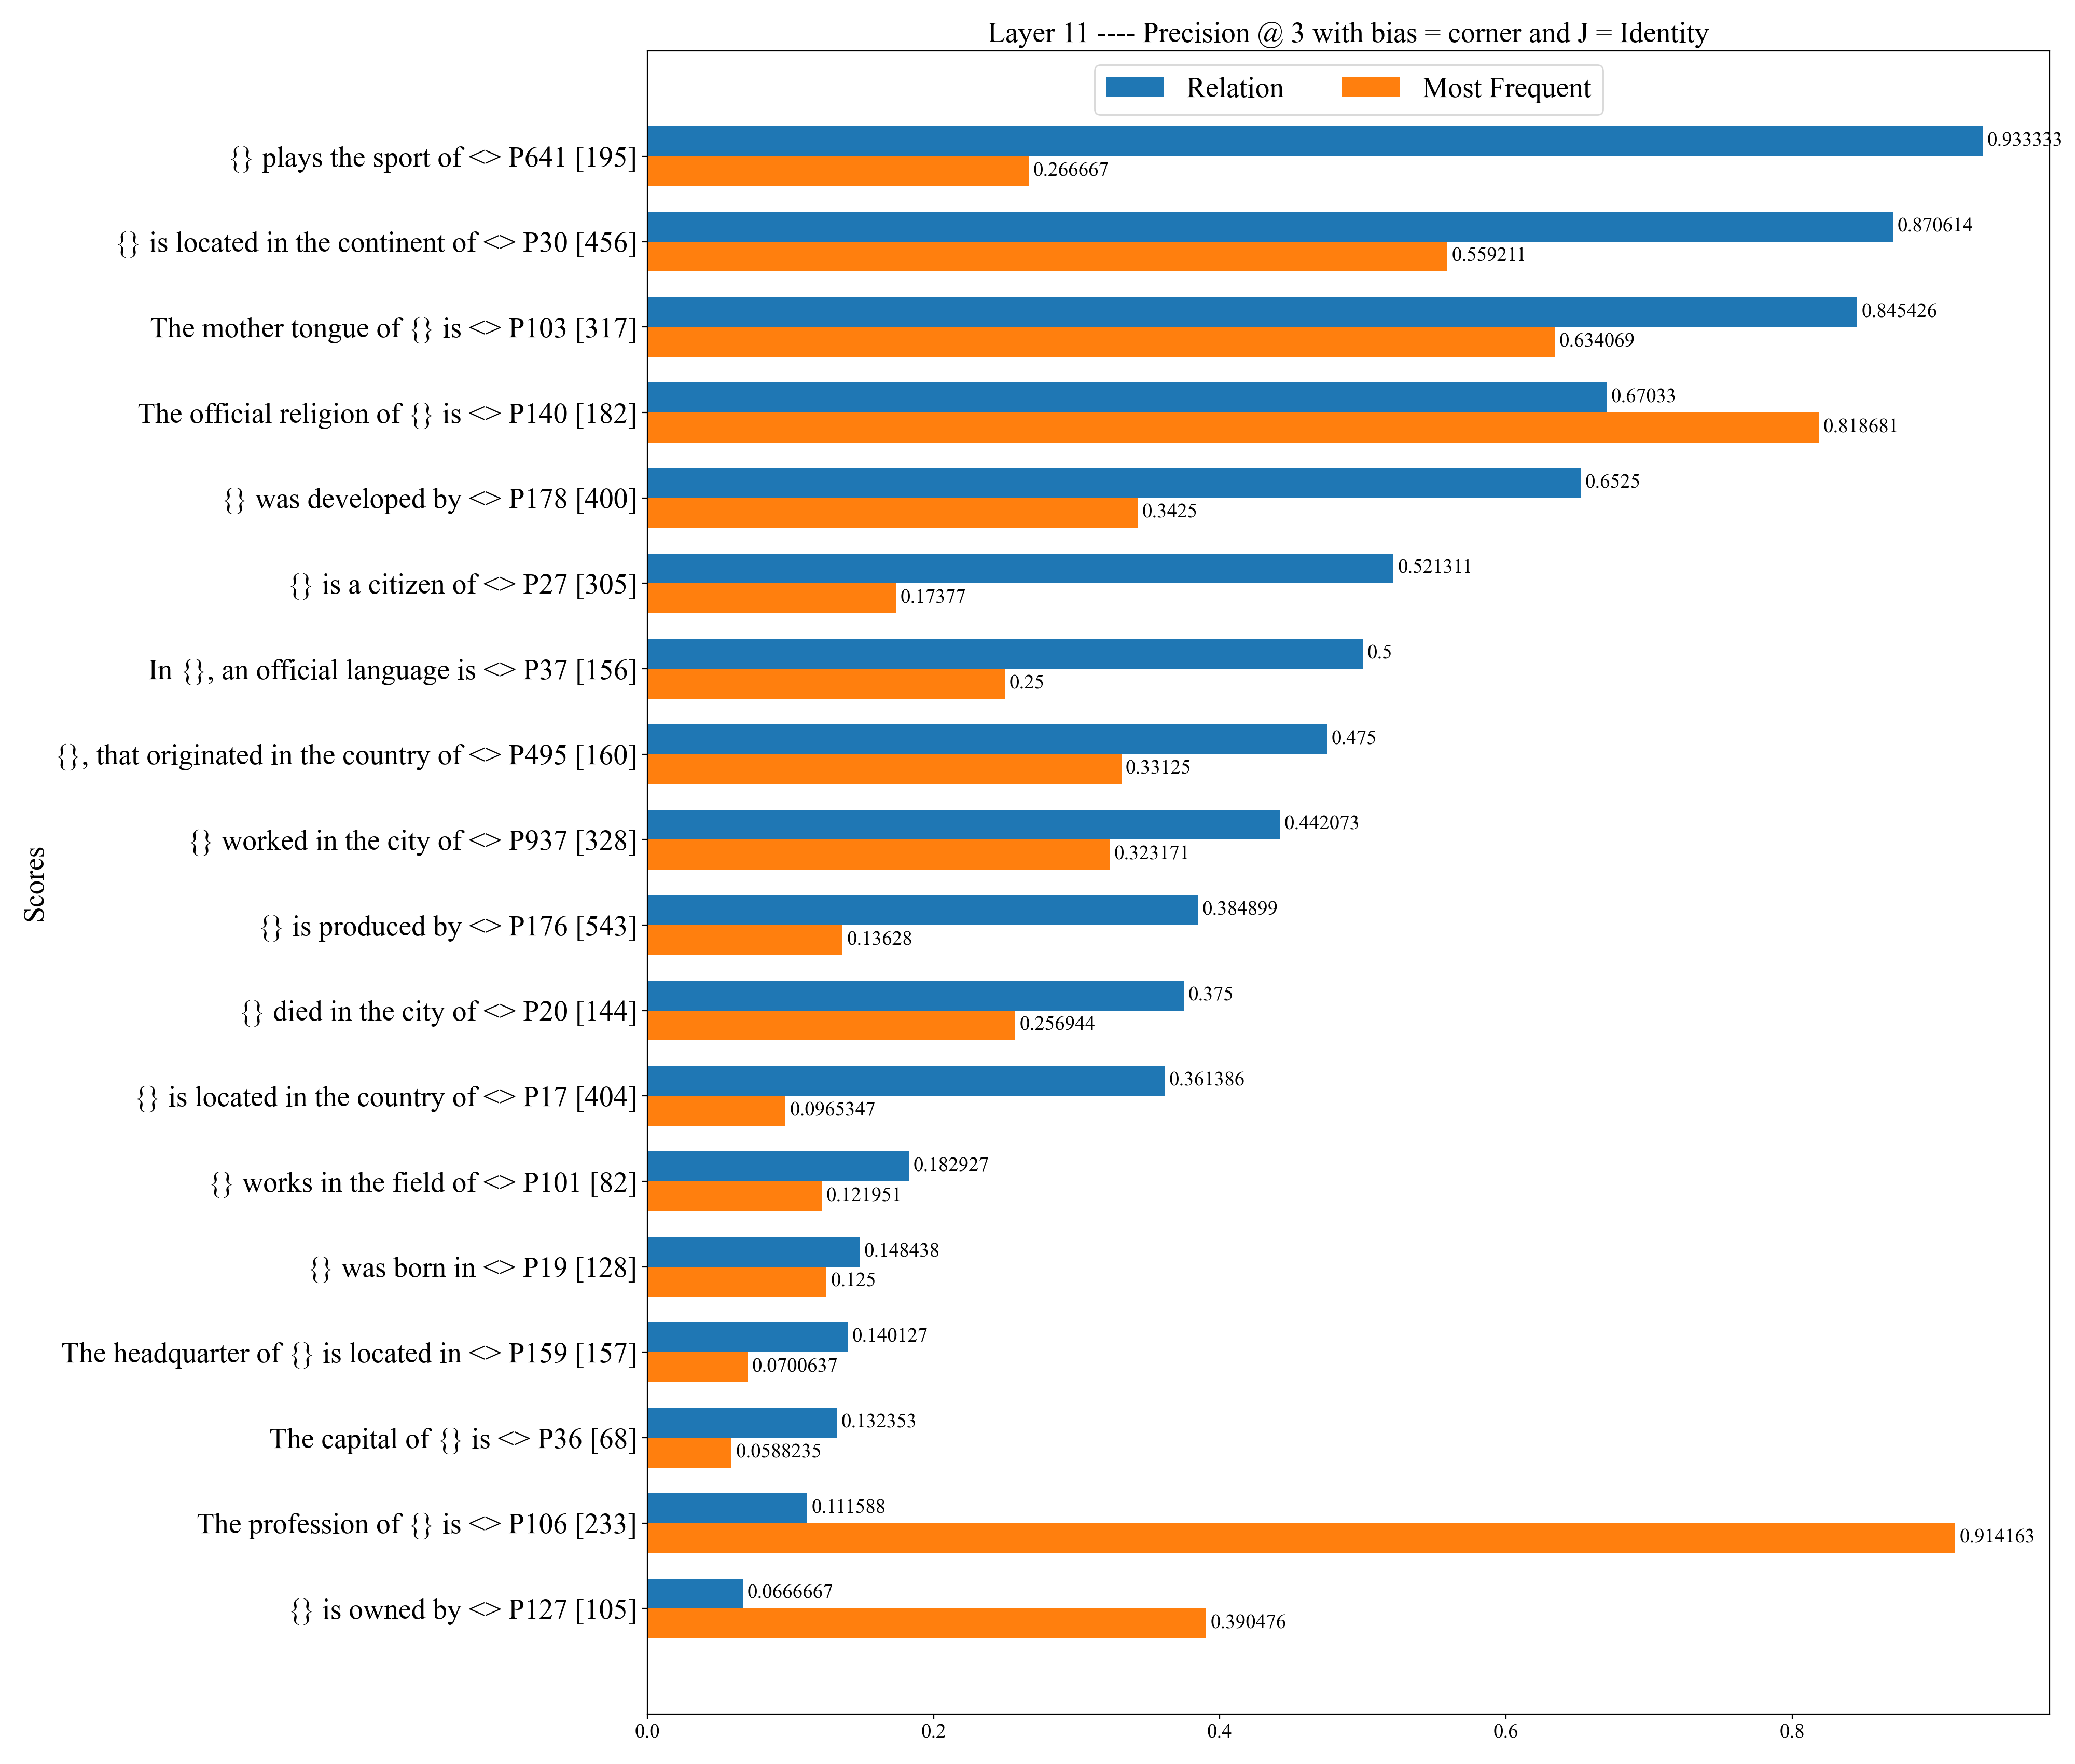 Layer 11 ---- Precision @ 3 with bias = corner and J = Identity
Relation Most Frequent
{} plays the sport of <> P641 [195]
0.933333
0.266667
{} is located in the continent of <> P30 [456]
0.870614
0.559211
The mother tongue of {} is <> P103 [317]
0.845426
0.634069
The official religion of {} is <> P140 [182]
0.67033
0.818681
{} was developed by <> P178 [400]
0.6525
0.3425
{} is a citizen of <> P27 [305]
0.521311
0.17377
In {}, an official language is <> P37 [156]
0.5
0.25
{}, that originated in the country of <> P495 [160]
0.475
0.33125
{} worked in the city of <> P937 [328]
0.442073
0.323171
Scores
{} is produced by <> P176 [543]
0.384899
0.13628
{} died in the city of <> P20 [144]
0.375
0.256944
{} is located in the country of <> P17 [404]
0.361386
0.0965347
{} works in the field of <> P101 [82]
0.182927
0.121951
{} was born in <> P19 [128]
0.148438
0.125
The headquarter of {} is located in <> P159 [157]
0.140127
0.0700637
The capital of {} is <> P36 [68]
0.132353
0.0588235
The profession of {} is <> P106 [233]
0.111588
0.914163
{} is owned by <> P127 [105]
0.0666667
0.390476
0.0 0.2 0.4 0.6 0.8